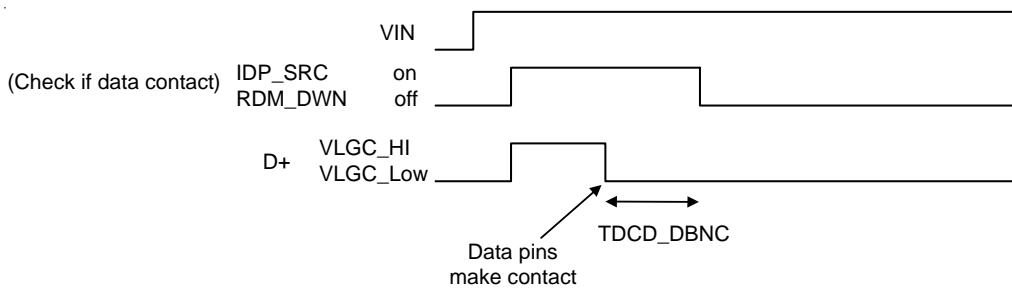 VIN
(Check if data contact)
IDP_SRC on
RDM_DWN off
D+
VLGC_HI
VLGC_Low
TDCD_DBNC
Data pins
make contact